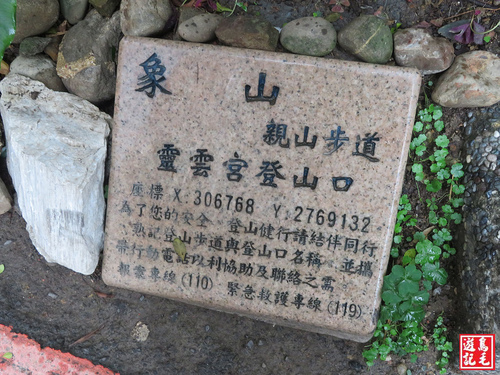 象山
親山步道
靈雲宮登山口
座標 X:306768 Y:2769132
為了您的安全,登山健行請結伴同行
、熟記登山步道與登山口名稱,並攜
帶行動電話以利協助及聯絡之需
報案專線(110) 緊急救護專線(119)
遊記